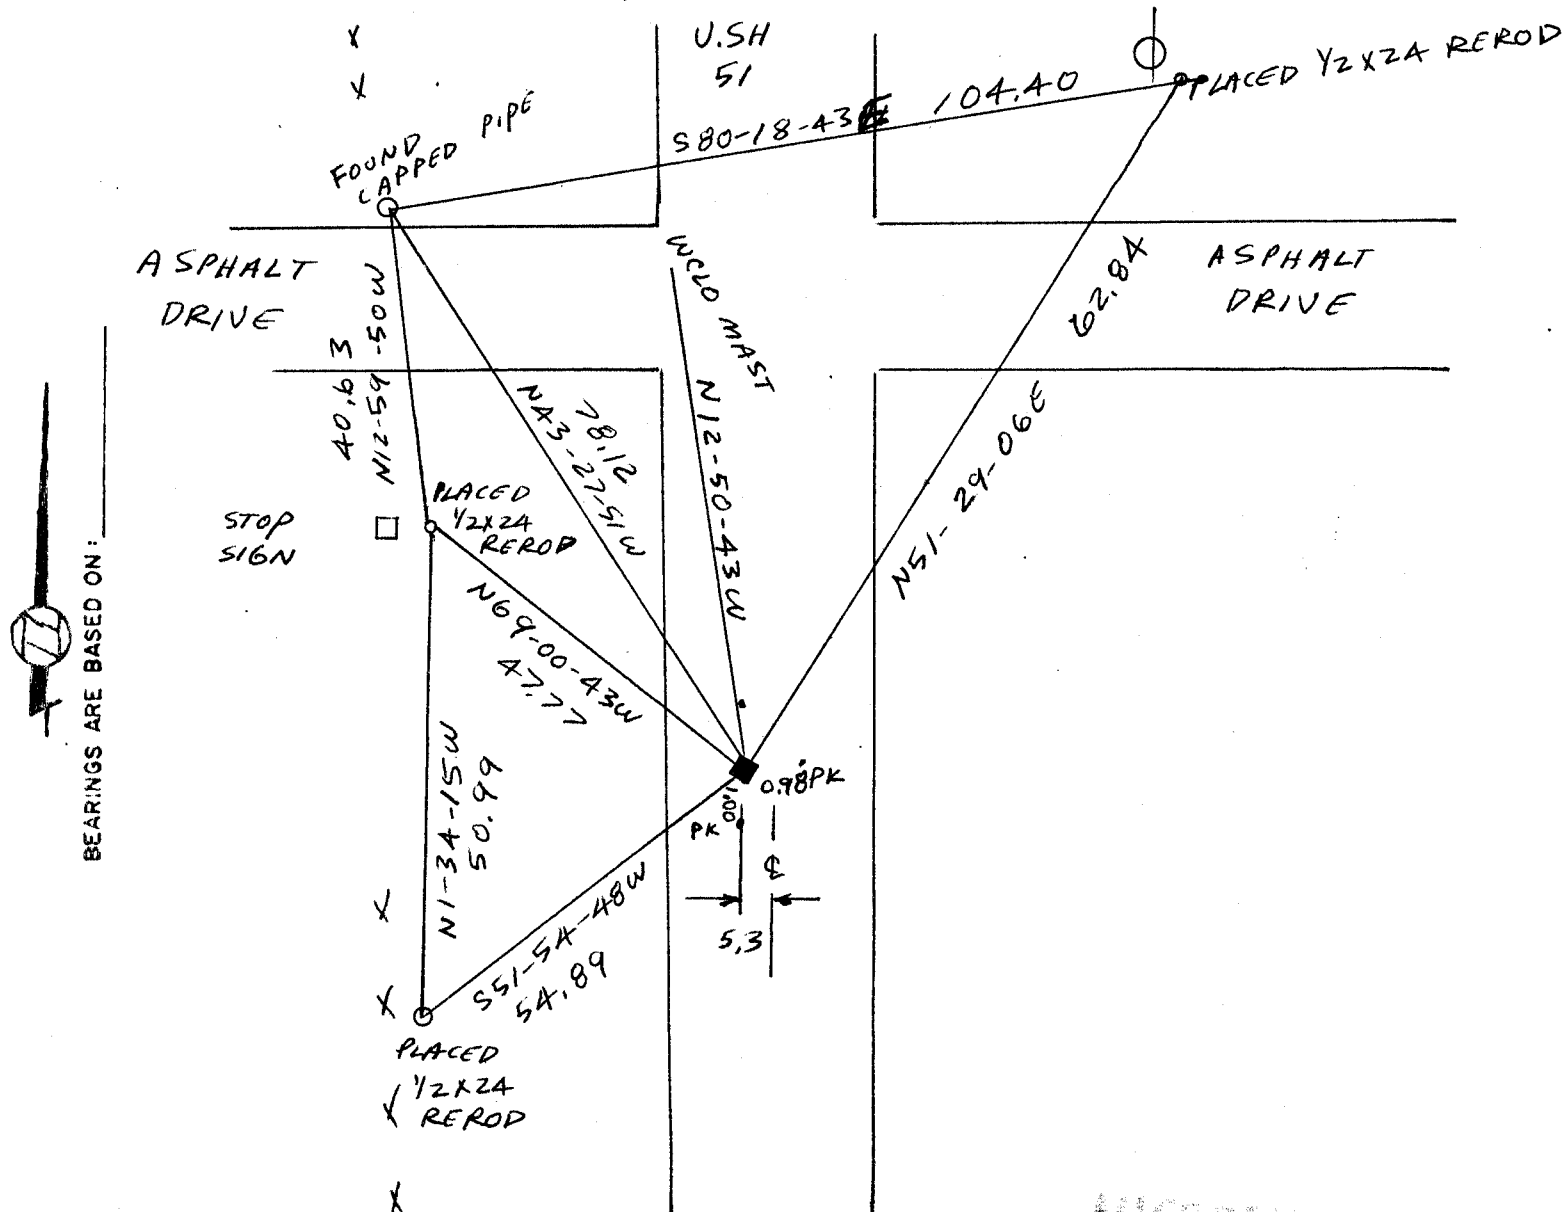 U.SH
51
FOUND
CAPPED PIPE
S80-18-43E 104.40
PLACED 1/2X24 REROD
ASPHALT
DRIVE
WCLO MAST
N12-50-43W
62.84
N51-29-06E
ASPHALT
DRIVE
40.63
N12-59-50W
78.12
N43-27-51W
STOP
SIGN
PLACED
1/2X24
REROD
N69-00-43W
47.77
BEARINGS ARE BASED ON:
N1-34-15W
50.99
0.98PK
1.00
PK
5.3
S51-54-48W
54.89
PLACED
1/2X24
REROD